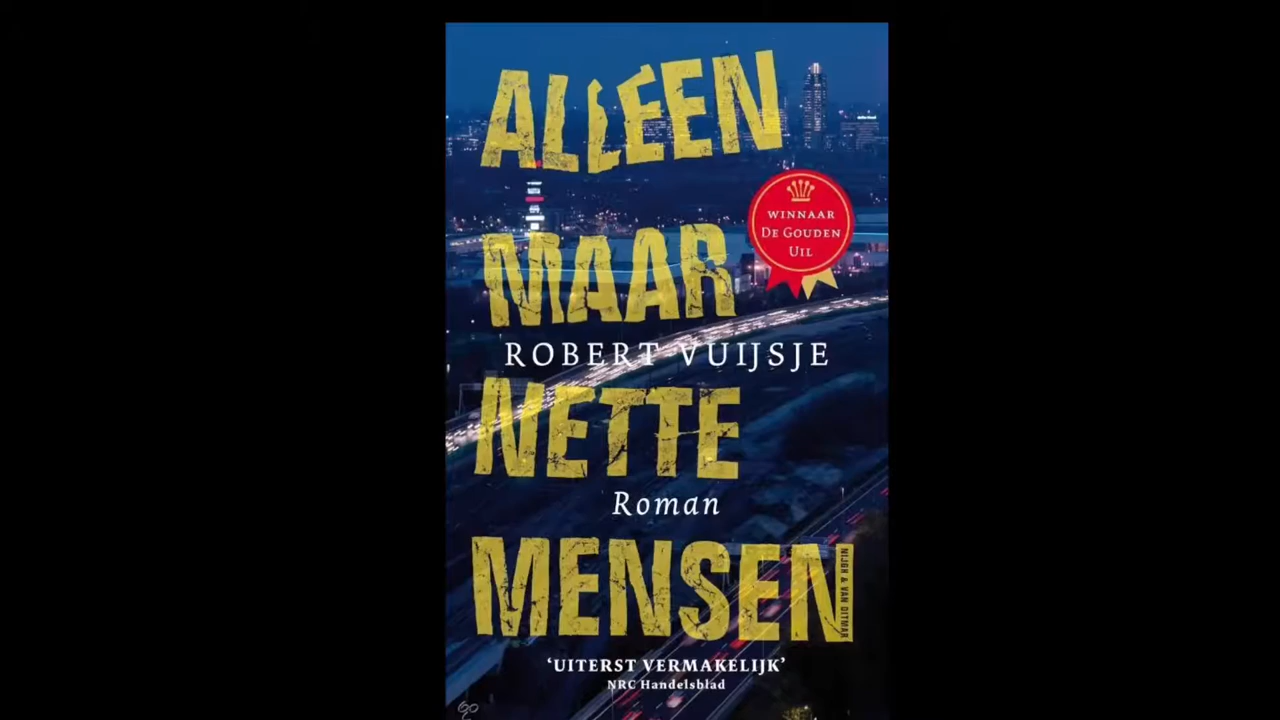 ALLEEN
WINNAAR
DE GOUDEN
UIL
MAAR
ROBERT VUIJSJE
NETTE
Roman
MENSEN
NIJGH & VAN DITMAR
‘UITERST VERMAKELIJK’
NRC Handelsblad